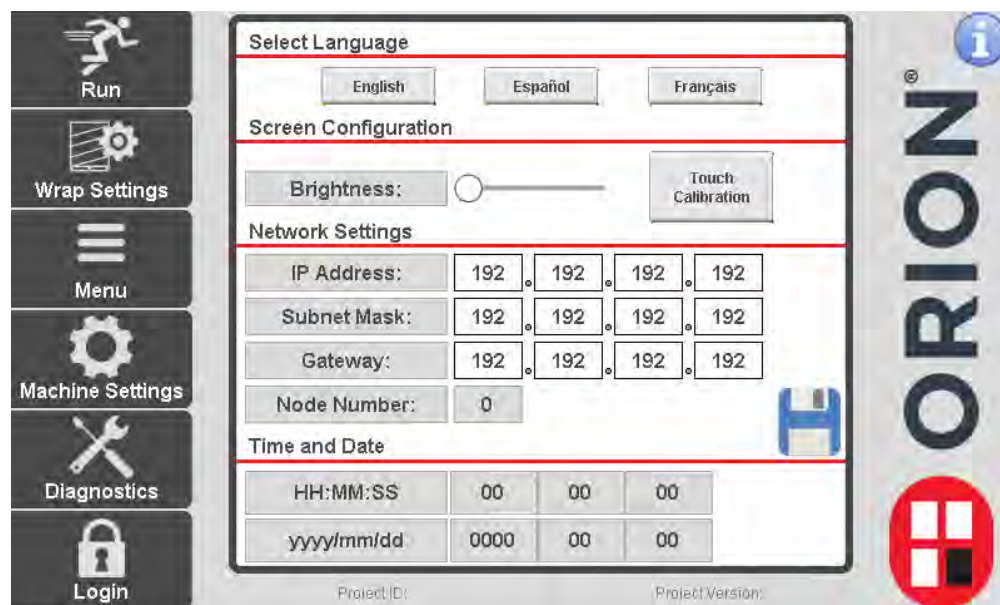 Run
Wrap Settings
Menu
Machine Settings
Diagnostics
Login
Select Language
English Español Français
Screen Configuration
Brightness:
Touch
Calibration
Network Settings
IP Address: 192 . 192 . 192 . 192
Subnet Mask: 192 . 192 . 192 . 192
Gateway: 192 . 192 . 192 . 192
Node Number: 0
Time and Date
HH:MM:SS 00 00 00
yyyy/mm/dd 0000 00 00
Project ID: Project Version:
i
ORION®